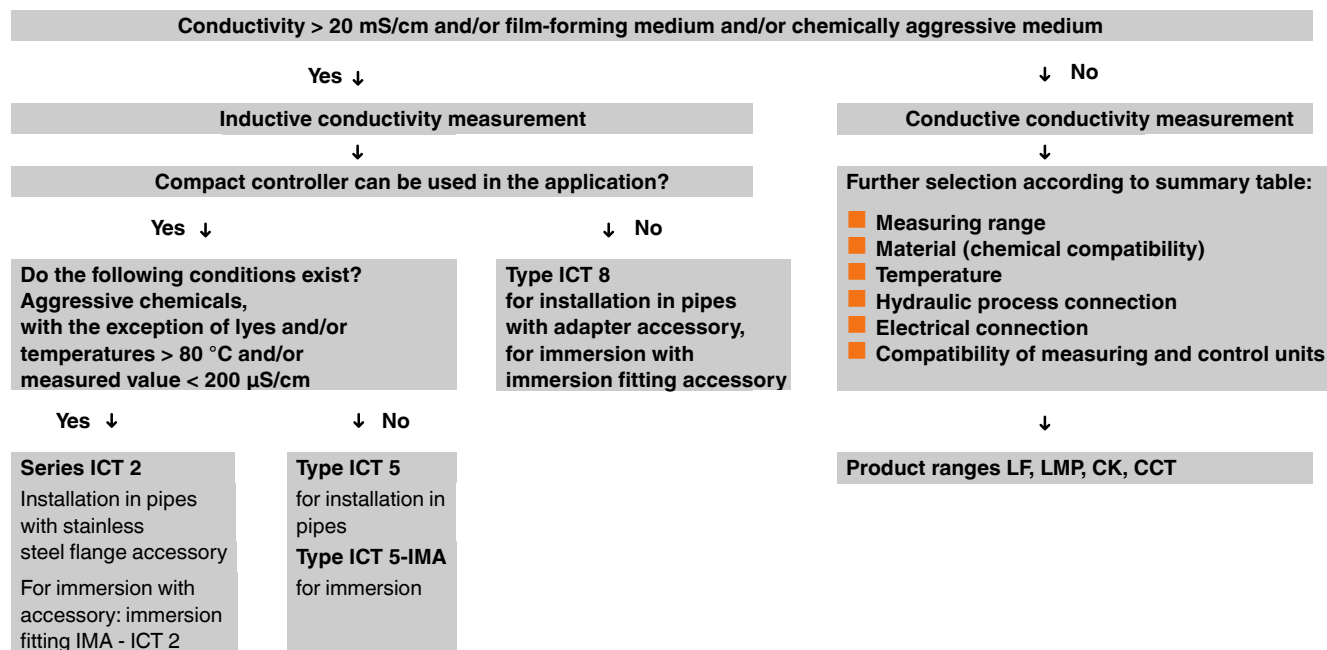 Conductivity > 20 mS/cm and/or film-forming medium and/or chemically aggressive medium
Yes ↓
↓ No
Inductive conductivity measurement
Conductive conductivity measurement
↓
↓
Compact controller can be used in the application?
Further selection according to summary table:
Measuring range
Material (chemical compatibility)
Temperature
Hydraulic process connection
Electrical connection
Compatibility of measuring and control units
Yes ↓
↓ No
Do the following conditions exist?
Aggressive chemicals,
with the exception of lyes and/or
temperatures > 80 °C and/or
measured value < 200 µS/cm
Type ICT 8
for installation in pipes
with adapter accessory,
for immersion with
immersion fitting accessory
Yes ↓
↓ No
↓
Series ICT 2
Installation in pipes
with stainless
steel flange accessory
For immersion with
accessory: immersion
fitting IMA - ICT 2
Type ICT 5
for installation in
pipes
Type ICT 5-IMA
for immersion
Product ranges LF, LMP, CK, CCT